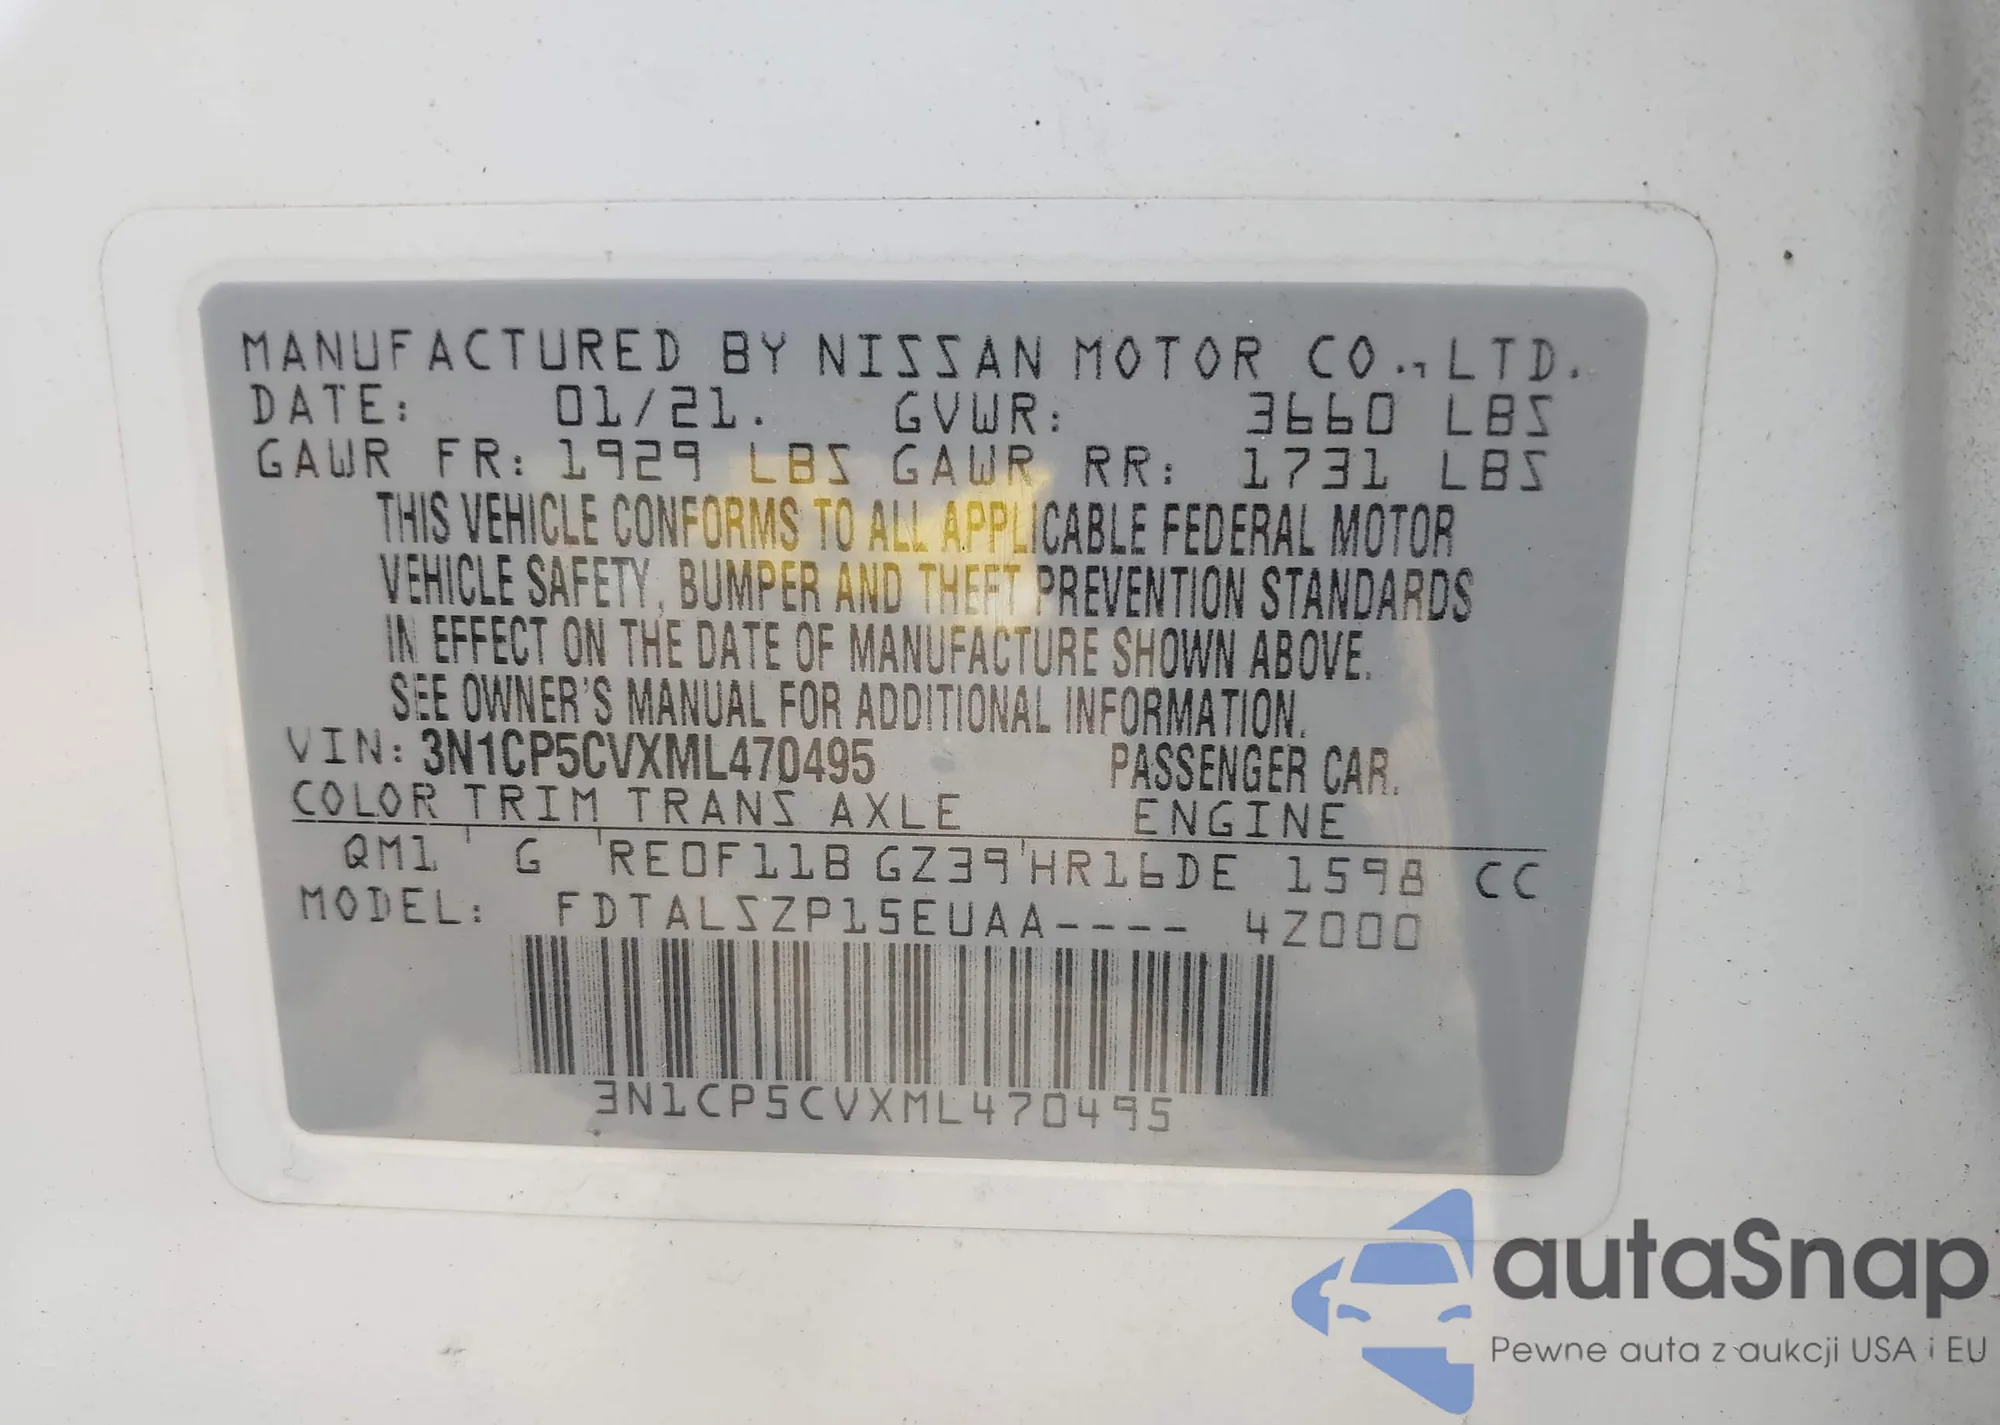 MANUFACTURED BY NISSAN MOTOR CO., LTD.
DATE: 01/21. GVWR: 3660 LBS
GAWR FR: 1929 LBS GAWR RR: 1731 LBS
THIS VEHICLE CONFORMS TO ALL APPLICABLE FEDERAL MOTOR
VEHICLE SAFETY, BUMPER AND THEFT PREVENTION STANDARDS
IN EFFECT ON THE DATE OF MANUFACTURE SHOWN ABOVE.
SEE OWNER'S MANUAL FOR ADDITIONAL INFORMATION.
VIN: 3N1CP5CVXML470495 PASSENGER CAR.
COLOR TRIM TRANS AXLE ENGINE
QM1 ' G 'RE0F11B GZ39'HR16DE 1598 CC
MODEL: FDTALSZP15EUAA---- 4Z000
3N1CP5CVXML470495
autaSnap
Pewne auta z aukcji USA i EU